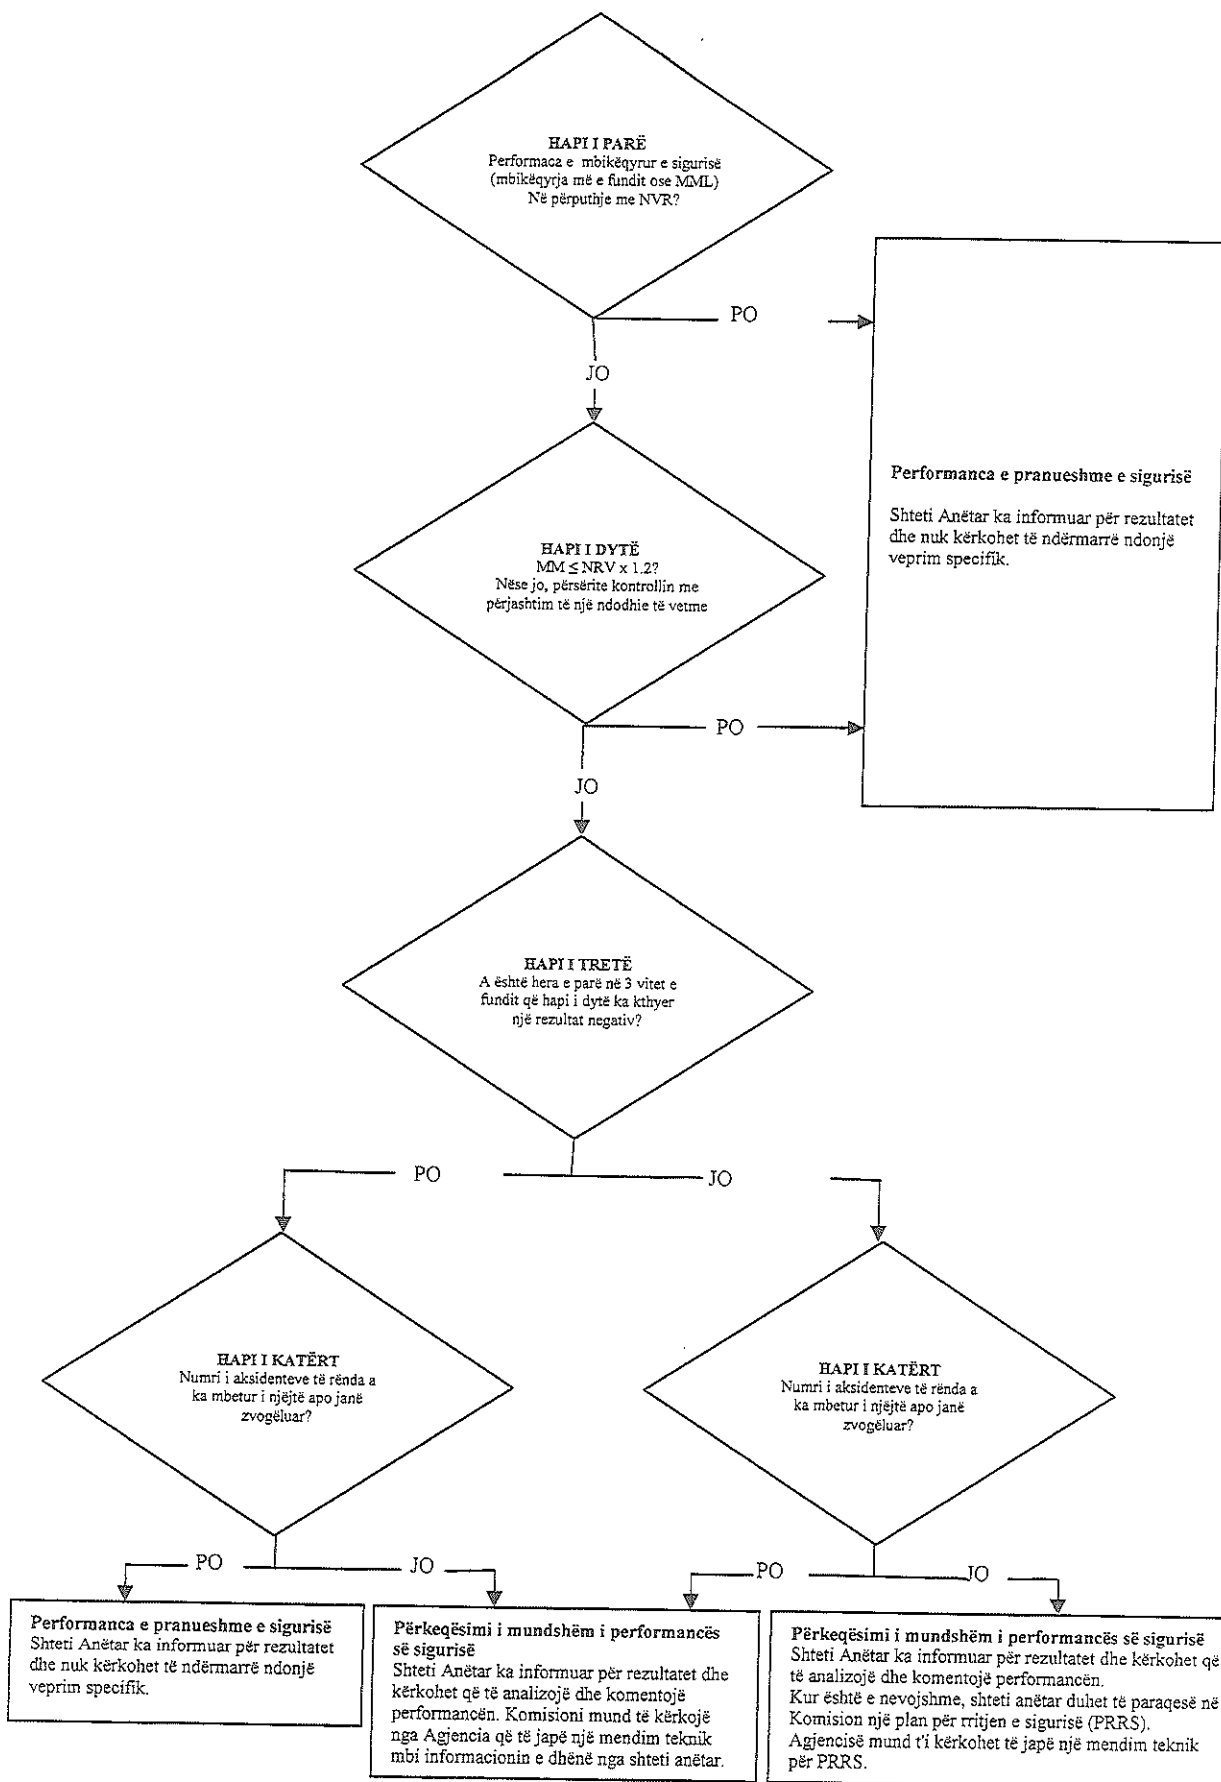 HAPI I PARË
Performaca e mbikëqyrur e sigurisë
(mbikëqyrja më e fundit ose MML)
Në përputhje me NVR?
PO
JO
Performanca e pranueshme e sigurisë
Shteti Anëtar ka informuar për rezultatet
dhe nuk kërkohet të ndërmarrë ndonjë
veprim specifik.
HAPI I DYTË
MM ≤ NRV x 1.2?
Nëse jo, përsërite kontrollin me
përjashtim të një ndodhie të vetme
PO
JO
HAPI I TRETË
A është hera e parë në 3 vitet e
fundit që hapi i dytë ka kthyer
një rezultat negativ?
PO
JO
HAPI I KATËRT
Numri i aksidenteve të rënda a
ka mbetur i njëjtë apo janë
zvogëluar?
HAPI I KATËRT
Numri i aksidenteve të rënda a
ka mbetur i njëjtë apo janë
zvogëluar?
PO
JO
PO
JO
Performanca e pranueshme e sigurisë
Shteti Anëtar ka informuar për rezultatet
dhe nuk kërkohet të ndërmarrë ndonjë
veprim specifik.
Përkeqësimi i mundshëm i performancës
së sigurisë
Shteti Anëtar ka informuar për rezultatet dhe
kërkohet që të analizojë dhe komentojë
performancën. Komisioni mund të kërkojë
nga Agjencia që të japë një mendim teknik
mbi informacionin e dhënë nga shteti anëtar.
Përkeqësimi i mundshëm i performancës së sigurisë
Shteti Anëtar ka informuar për rezultatet dhe kërkohet që
të analizojë dhe komentojë performancën.
Kur është e nevojshme, shteti anëtar duhet të paraqesë në
Komision një plan për rritjen e sigurisë (PRRS).
Agjencisë mund t'i kërkohet të japë një mendim teknik
për PRRS.